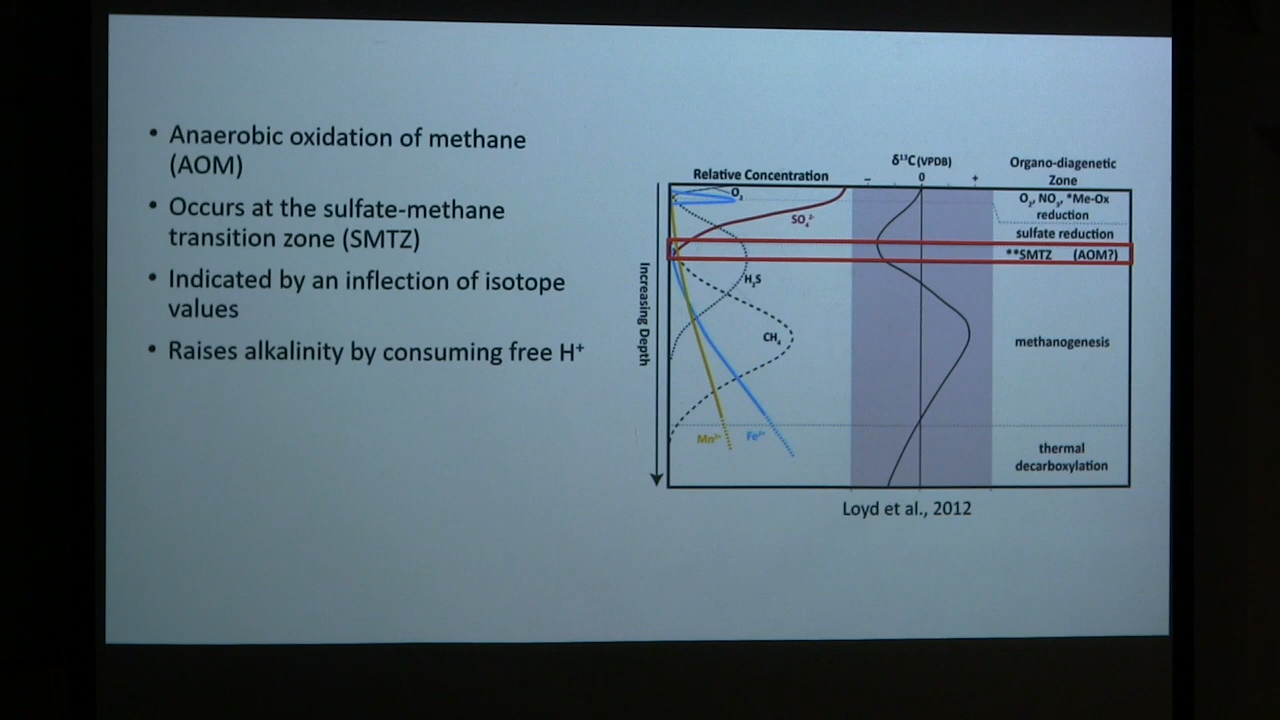 • Anaerobic oxidation of methane
(AOM)
• Occurs at the sulfate-methane
transition zone (SMTZ)
• Indicated by an inflection of isotope
values
• Raises alkalinity by consuming free H⁺
Relative Concentration
δ¹³C (VPDB)
− 0 +
Organo-diagenetic
Zone
O₂
SO₄²⁻
H₂S
CH₄
Mn²⁺
Fe²⁺
Increasing Depth
O₂, NO₃, *Me-Ox
reduction
sulfate reduction
**SMTZ (AOM?)
methanogenesis
thermal
decarboxylation
Loyd et al., 2012